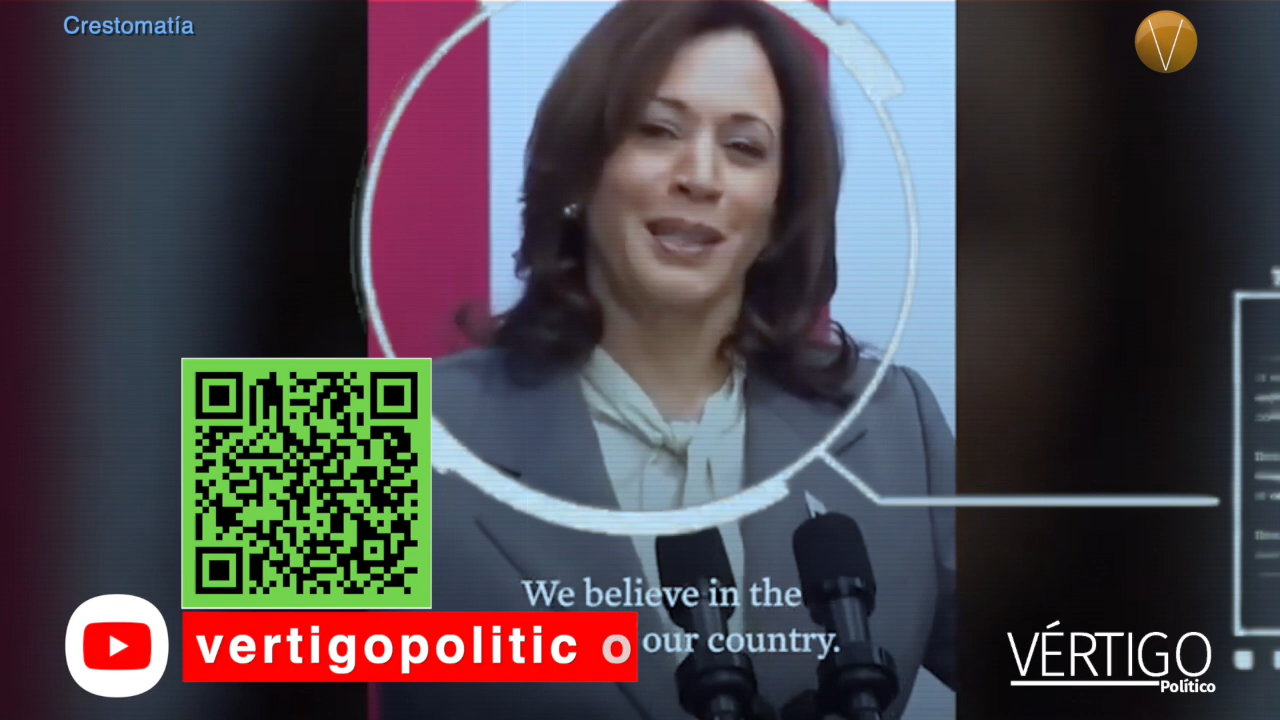 Crestomatía
We believe in the
our country.
vertigopolitic o
VÉRTIGO
Político